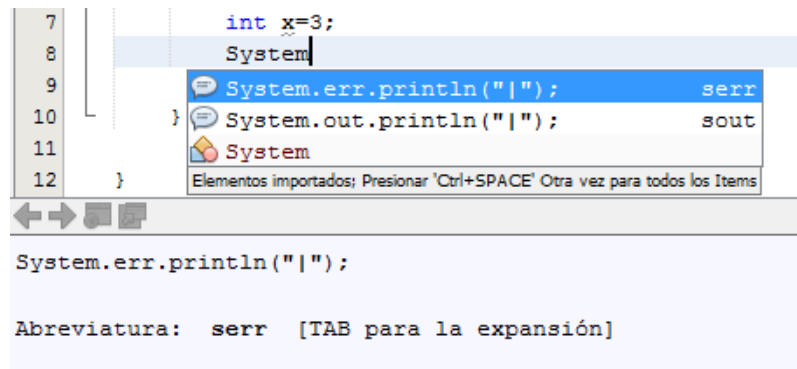 7 int x=3;
8 System
9 System.err.println("|"); serr
10 } System.out.println("|"); sout
11 System
12 } Elementos importados; Presionar 'Ctrl+SPACE' Otra vez para todos los Items
System.err.println("|");
Abreviatura: serr [TAB para la expansión]